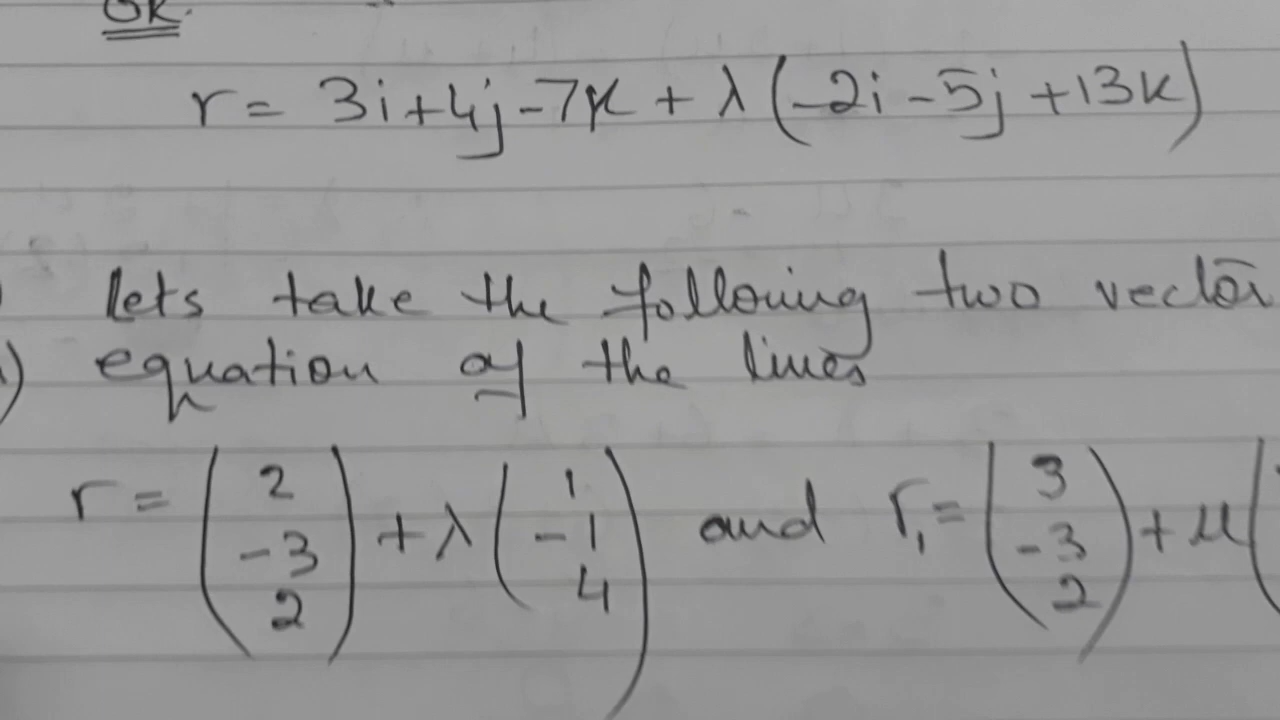 OR
r = 3i+4j-7k + λ(-2i-5j+13k)
lets take the following two vector
) equation of the lines
r = (2 -3 2) + λ(1 -1 4) and r₁ = (3 -3 2) + μ(